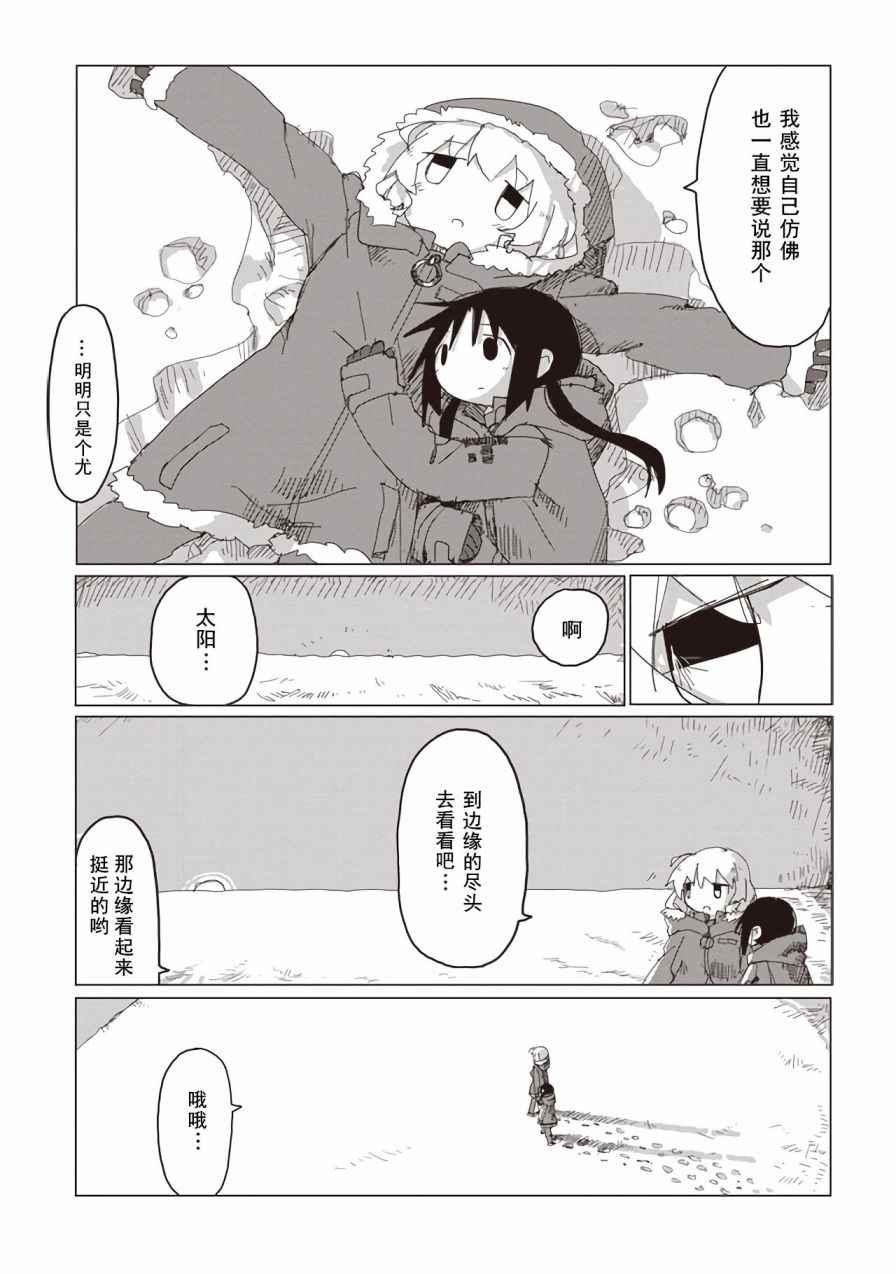 我感觉自己仿佛
也一直想要说那个
…明明只是个尤
啊
太阳…
到边缘的尽头
去看看吧…
那边缘看起来
挺近的哟
哦哦…